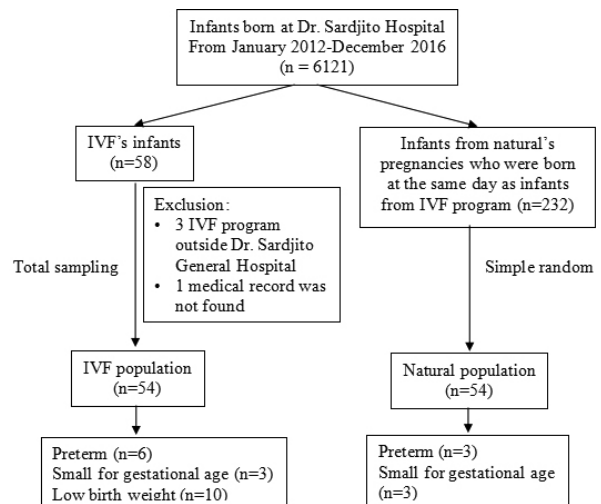 Infants born at Dr. Sardjito Hospital
From January 2012-December 2016
(n = 6121)
IVF's infants
(n=58)
Infants from natural's
pregnancies who were born
at the same day as infants
from IVF program (n=232)
Exclusion:
• 3 IVF program
outside Dr. Sardjito
General Hospital
• 1 medical record was
not found
Total sampling
Simple random
IVF population
(n=54)
Natural population
(n=54)
Preterm (n=6)
Small for gestational age (n=3)
Low birth weight (n=10)
Preterm (n=3)
Small for gestational age
(n=3)